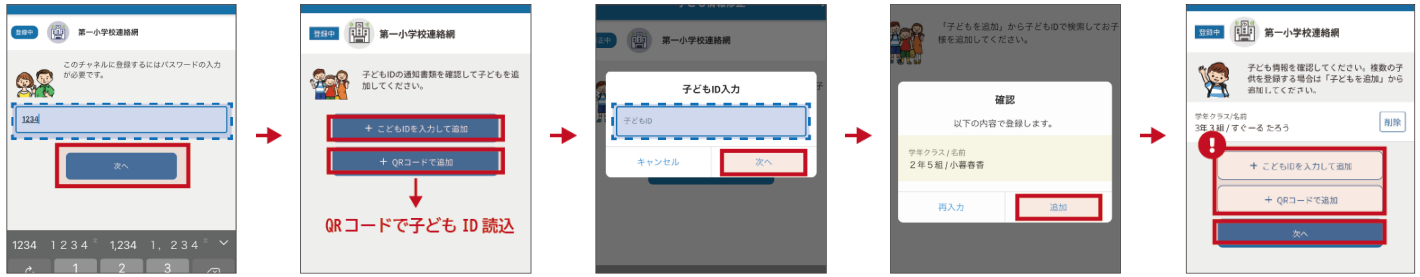 登録中
第一小学校連絡網
このチャネルに登録するにはパスワードの入力
が必要です。
1234
次へ
1234 1 2 3 4 1,234 1, 2 3 4
1 2 3
登録中
第一小学校連絡網
子どもIDの通知書類を確認して子どもを追
加してください。
+ こどもIDを入力して追加
+ QRコードで追加
QRコードで子ども ID 読込
第一小学校連絡網
子どもID入力
子どもID
キャンセル 次へ
「子どもを追加」から子どもIDで検索してお子
様を追加してください。
確認
以下の内容で登録します。
学年クラス/名前
2年5組/小暮春香
再入力 追加
登録中
第一小学校連絡網
子ども情報を確認してください。複数の子
供を登録する場合は「子どもを追加」から
追加してください。
学年クラス/名前
3年3組/すぐーる たろう
削除
!
+ こどもIDを入力して追加
+ QRコードで追加
次へ